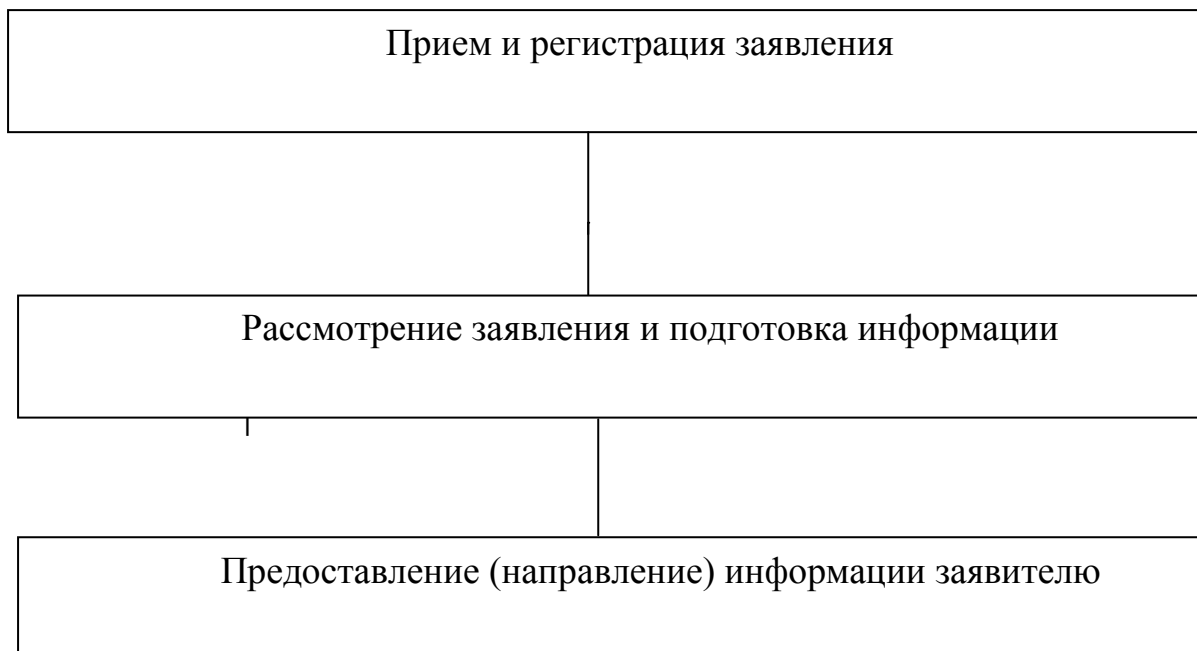 Прием и регистрация заявления
Рассмотрение заявления и подготовка информации
Предоставление (направление) информации заявителю